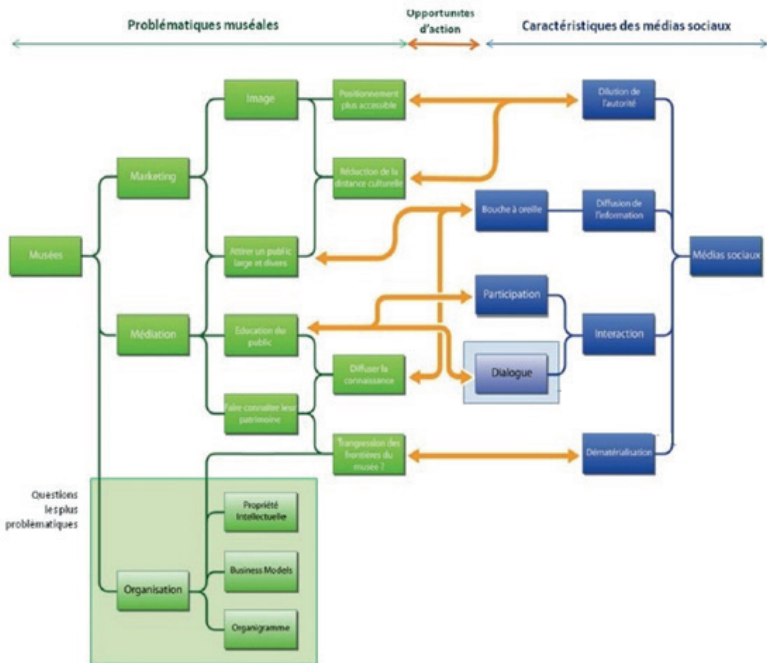 Problématiques muséales
Opportunités
d'action
Caractéristiques des médias sociaux
Image
Positionnement
plus accessible
Dilution de
l'autorité
Marketing
Réduction de la
distance culturelle
Bouche à oreille
Diffusion de
l'information
Musées
Attirer un public
large et divers
Médias sociaux
Participation
Médiation
Education du
public
Interaction
Diffuser la
connaissance
Dialogue
Faire connaître leur
patrimoine
Transgression des
frontières du
musée ?
Dématérialisation
Questions
les plus
problématiques
Propriété
Intellectuelle
Business Models
Organisation
Organigramme